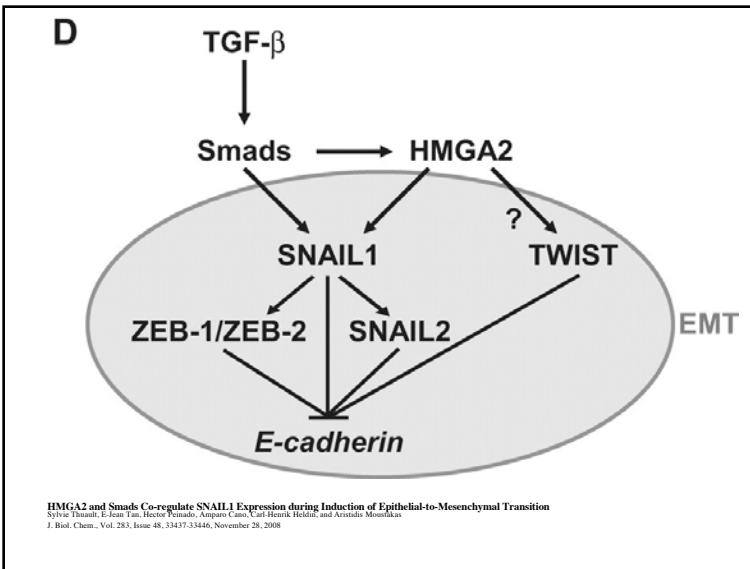 D
TGF-β
Smads
HMGA2
?
SNAIL1
TWIST
ZEB-1/ZEB-2
SNAIL2
EMT
E-cadherin
HMGA2 and Smads Co-regulate SNAIL1 Expression during Induction of Epithelial-to-Mesenchymal Transition
Sylvie Thuault, E-Jean Tan, Hector Peinado, Amparo Cano, Carl-Henrik Heldin, and Aristidis Moustakas
J. Biol. Chem., Vol. 283, Issue 48, 33437-33446, November 28, 2008